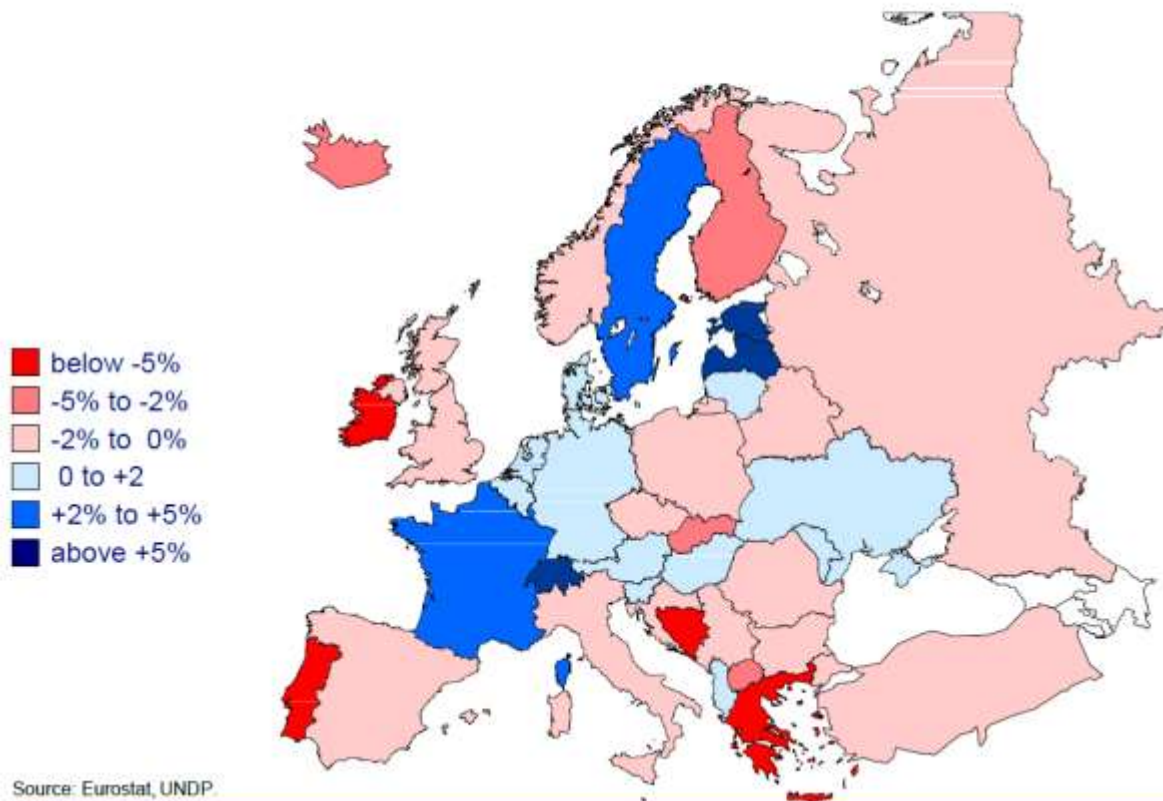 below -5%
-5% to -2%
-2% to 0%
0 to +2
+2% to +5%
above +5%
Source: Eurostat, UNDP.